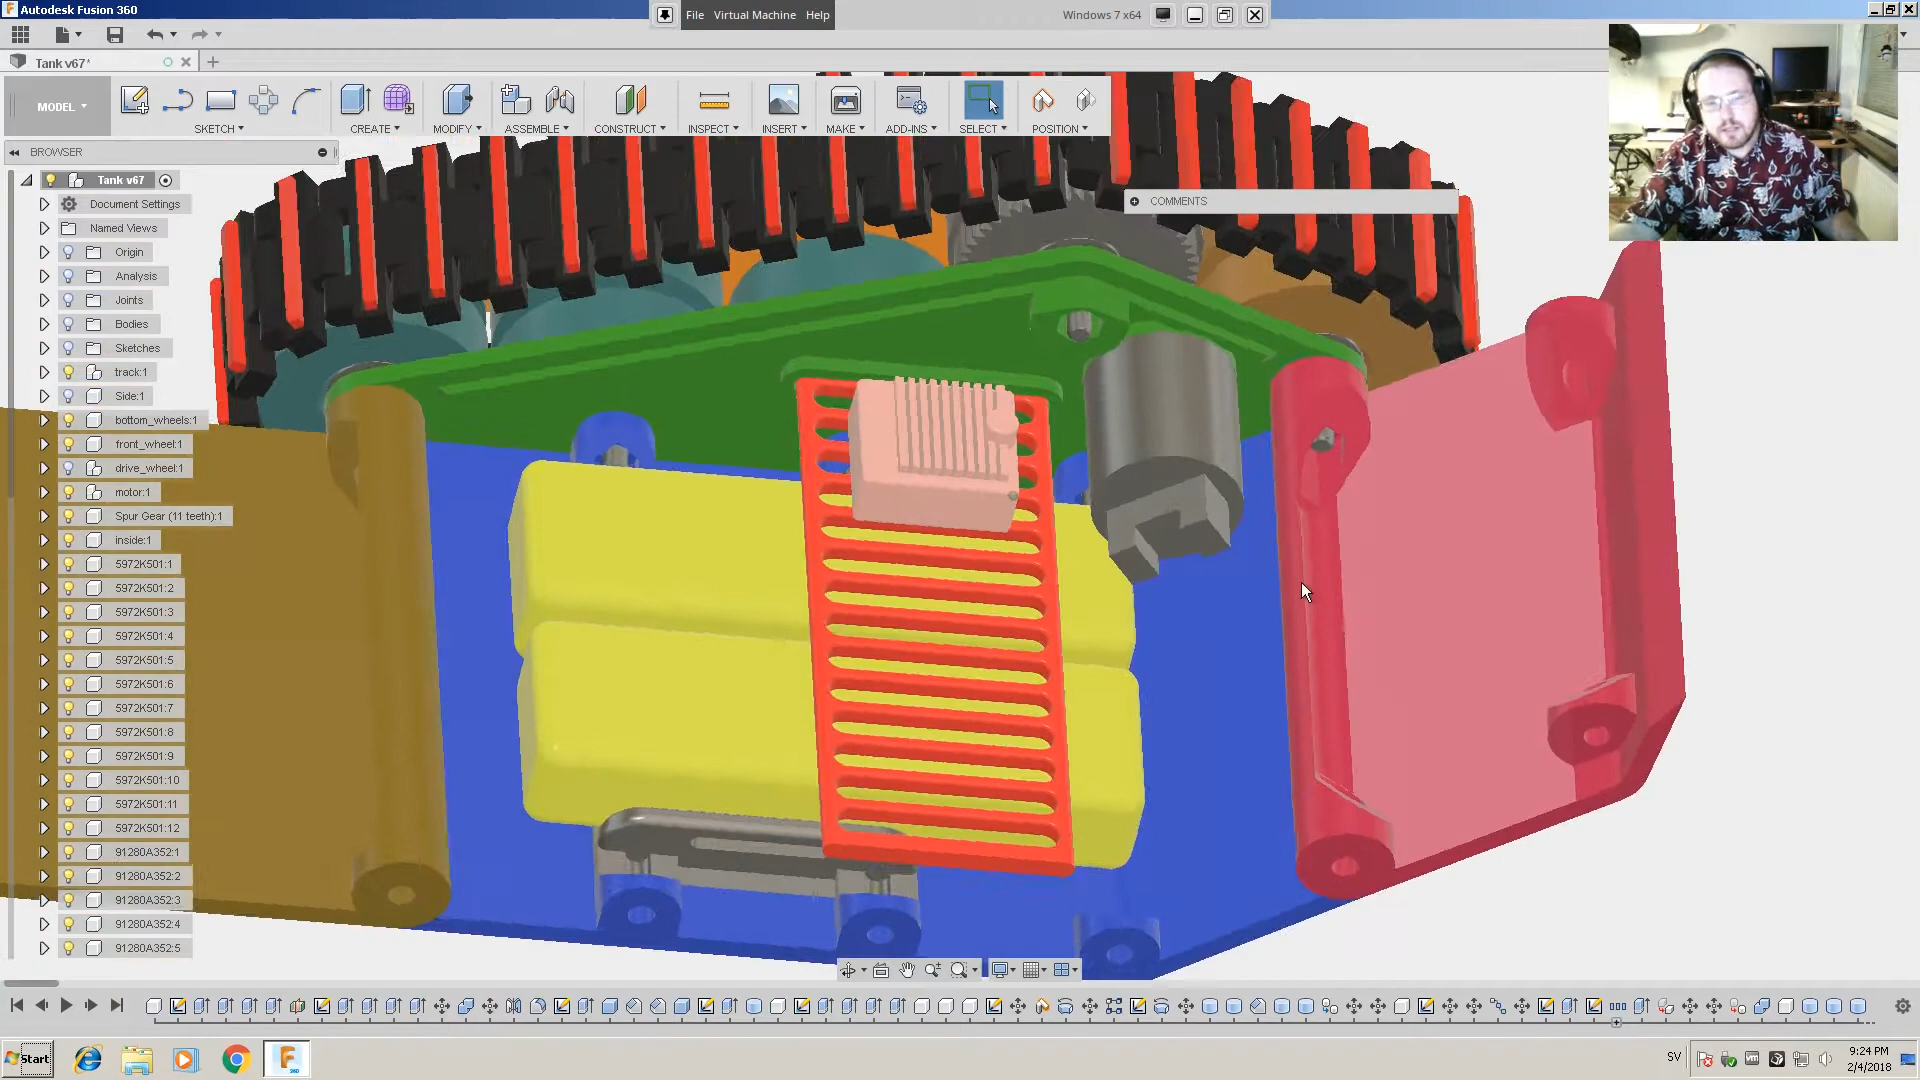 Autodesk Fusion 360
File Virtual Machine Help
Windows 7 x64
Tank v67*
MODEL
SKETCH
CREATE
MODIFY
ASSEMBLE
CONSTRUCT
INSPECT
INSERT
MAKE
ADD-INS
SELECT
POSITION
BROWSER
COMMENTS
Tank v67
Document Settings
Named Views
Origin
Analysis
Joints
Bodies
Sketches
track:1
Side:1
bottom_wheels:1
front_wheel:1
drive_wheel:1
motor:1
Spur Gear (11 teeth):1
inside:1
5972K501:1
5972K501:2
5972K501:3
5972K501:4
5972K501:5
5972K501:6
5972K501:7
5972K501:8
5972K501:9
5972K501:10
5972K501:11
5972K501:12
91280A352:1
91280A352:2
91280A352:3
91280A352:4
91280A352:5
Start
SV
9:24 PM
2/4/2018